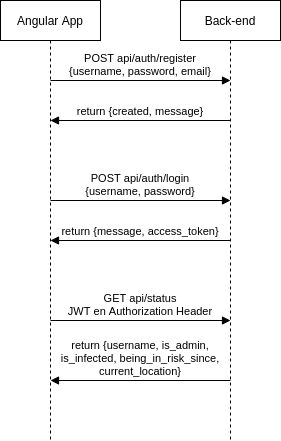 Angular App
Back-end
POST api/auth/register
{username, password, email}
return {created, message}
POST api/auth/login
{username, password}
return {message, access_token}
GET api/status
JWT en Authorization Header
return {username, is_admin,
is_infected, being_in_risk_since,
current_location}